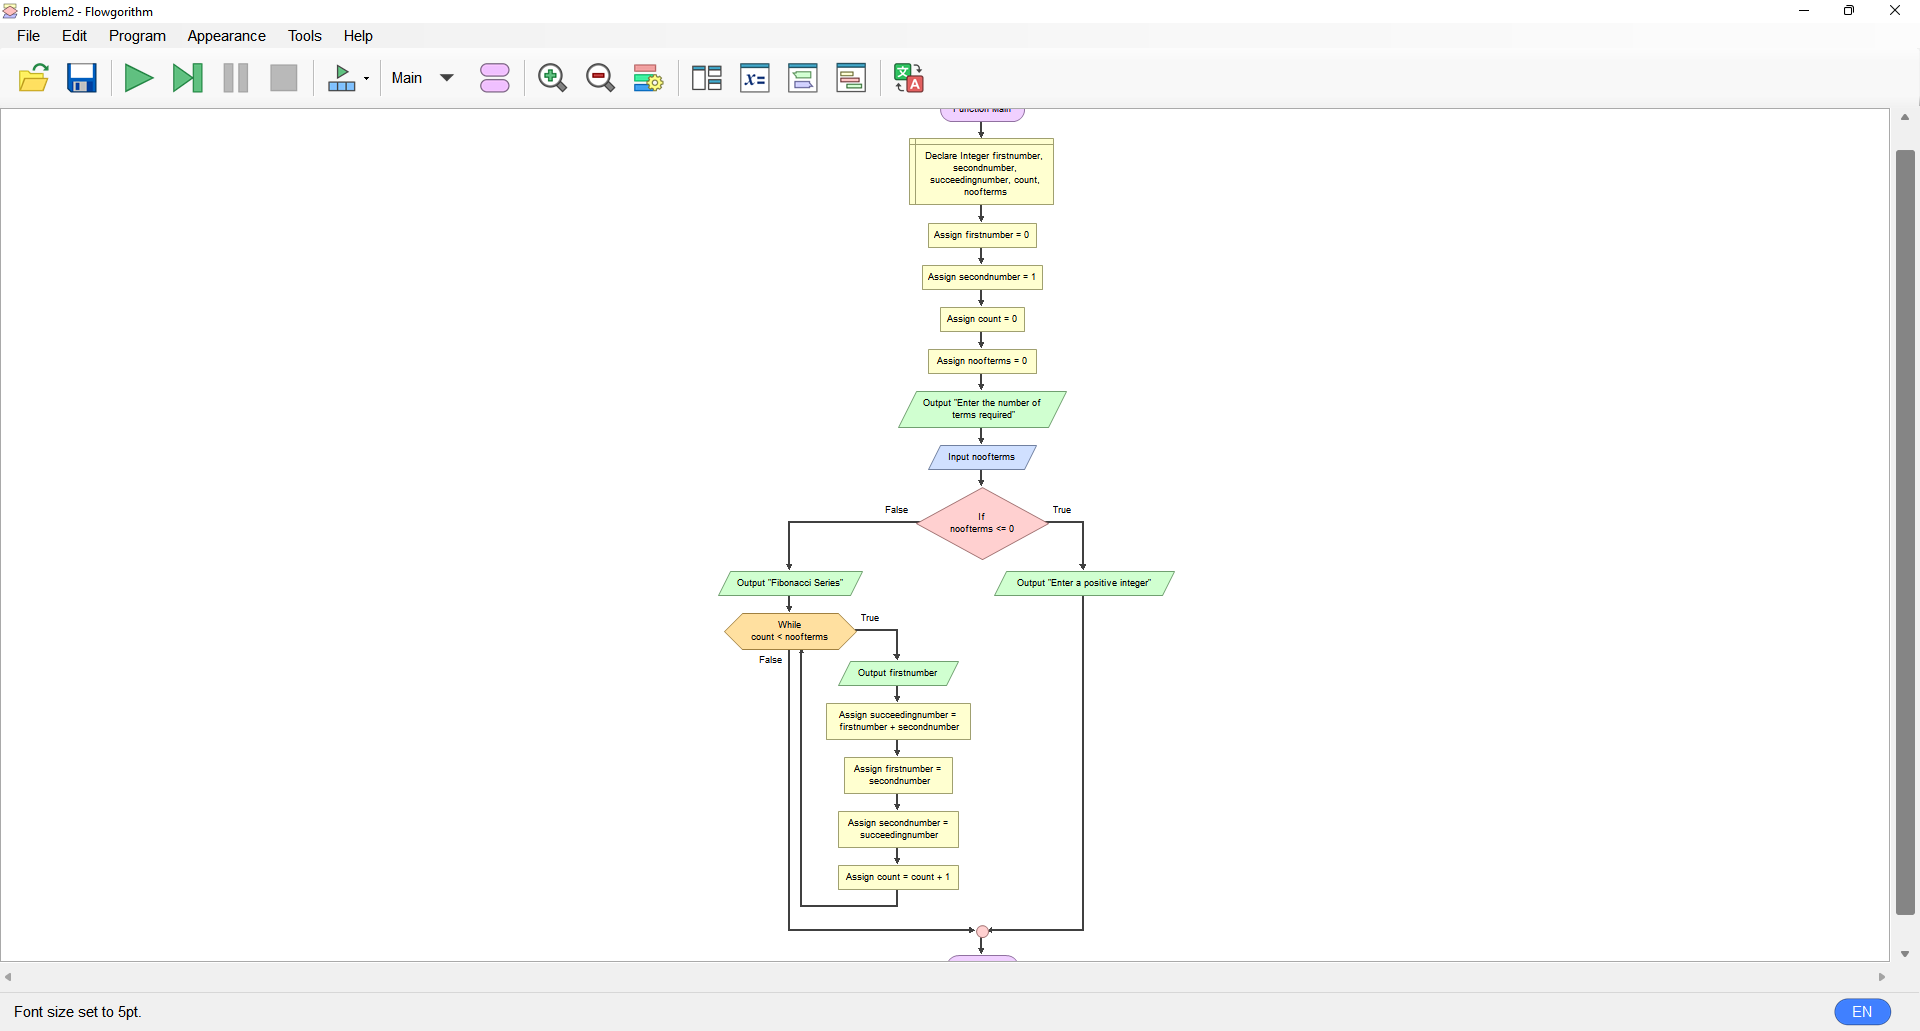 Problem2 - Flowgorithm
File Edit Program Appearance Tools Help
Main
x=
文
A
Function Main
Declare Integer firstnumber,
secondnumber,
succeedingnumber, count,
noofterms
Assign firstnumber = 0
Assign secondnumber = 1
Assign count = 0
Assign noofterms = 0
Output "Enter the number of
terms required"
Input noofterms
If
noofterms <= 0
False
True
Output "Fibonacci Series"
Output "Enter a positive integer"
While
count < noofterms
True
False
Output firstnumber
Assign succeedingnumber =
firstnumber + secondnumber
Assign firstnumber =
secondnumber
Assign secondnumber =
succeedingnumber
Assign count = count + 1
Font size set to 5pt.
EN